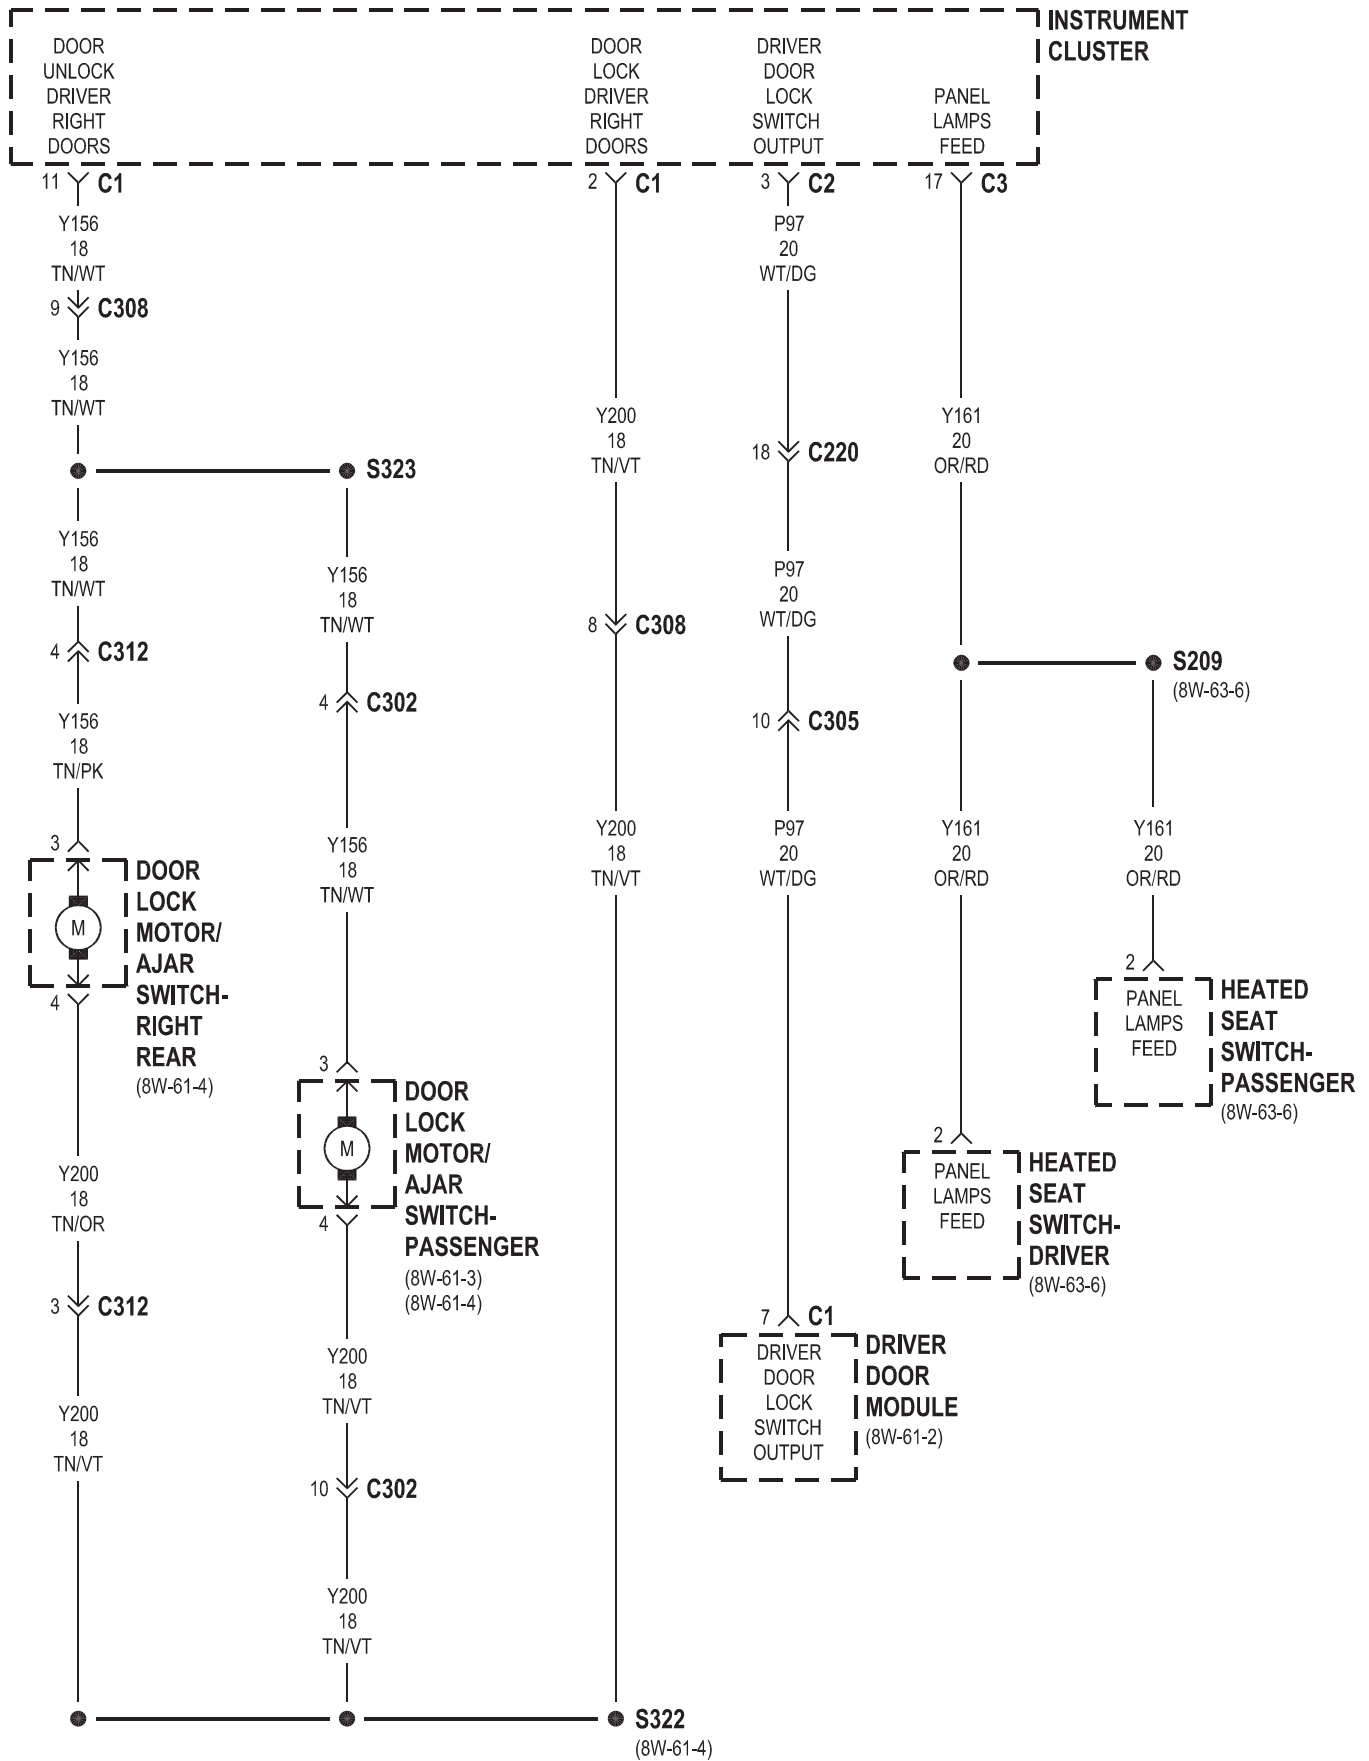 INSTRUMENT
CLUSTER
DOOR
UNLOCK
DRIVER
RIGHT
DOORS
DOOR
LOCK
DRIVER
RIGHT
DOORS
DRIVER
DOOR
LOCK
SWITCH
OUTPUT
PANEL
LAMPS
FEED
11 C1
2 C1
3 C2
17 C3
Y156
18
TN/WT
9 C308
Y156
18
TN/WT
S323
Y156
18
TN/WT
4 C312
Y156
18
TN/PK
3
M
DOOR
LOCK
MOTOR/
AJAR
SWITCH-
RIGHT
REAR
(8W-61-4)
4
Y200
18
TN/OR
3 C312
Y200
18
TN/VT
Y156
18
TN/WT
4 C302
Y156
18
TN/WT
3
M
DOOR
LOCK
MOTOR/
AJAR
SWITCH-
PASSENGER
(8W-61-3)
(8W-61-4)
4
Y200
18
TN/VT
10 C302
Y200
18
TN/VT
Y200
18
TN/VT
8 C308
Y200
18
TN/VT
S322
(8W-61-4)
P97
20
WT/DG
18 C220
P97
20
WT/DG
10 C305
P97
20
WT/DG
7 C1
DRIVER
DOOR
LOCK
SWITCH
OUTPUT
DRIVER
DOOR
MODULE
(8W-61-2)
Y161
20
OR/RD
S209
(8W-63-6)
Y161
20
OR/RD
2
PANEL
LAMPS
FEED
HEATED
SEAT
SWITCH-
DRIVER
(8W-63-6)
Y161
20
OR/RD
2
PANEL
LAMPS
FEED
HEATED
SEAT
SWITCH-
PASSENGER
(8W-63-6)